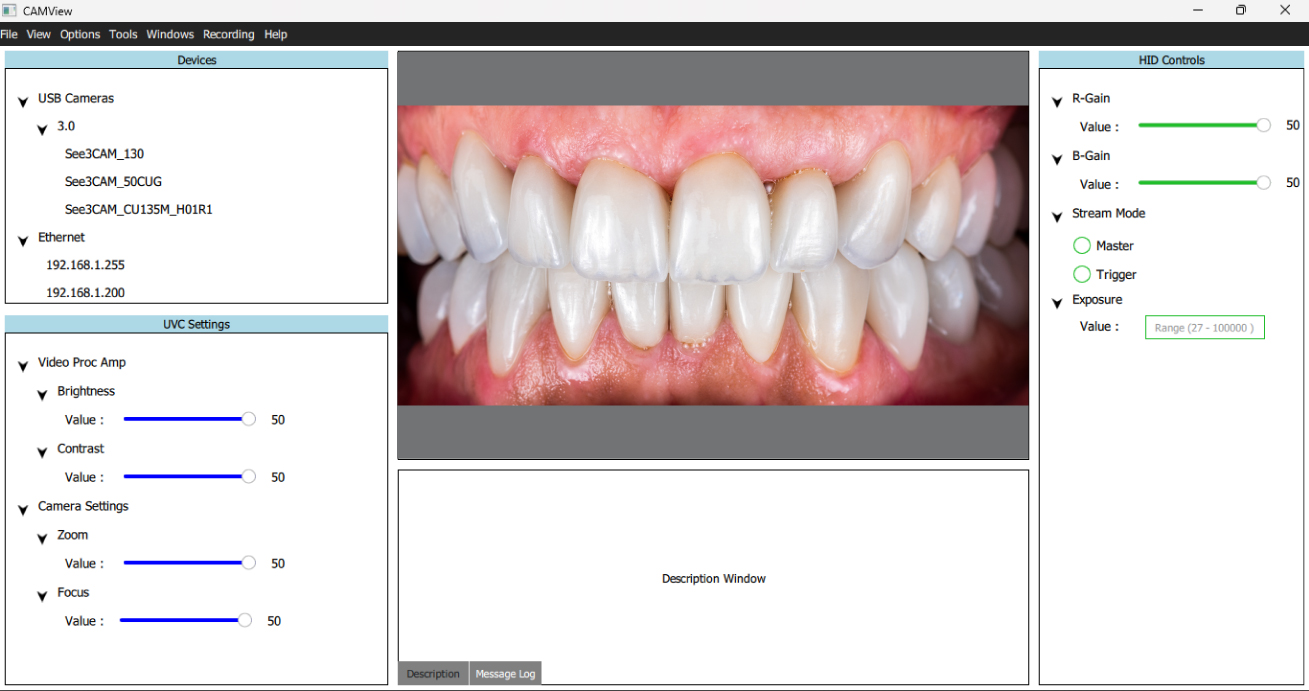 CAMView
File View Options Tools Windows Recording Help
Devices
USB Cameras
3.0
See3CAM_130
See3CAM_50CUG
See3CAM_CU135M_H01R1
Ethernet
192.168.1.255
192.168.1.200
UVC Settings
Video Proc Amp
Brightness
Value : 50
Contrast
Value : 50
Camera Settings
Zoom
Value : 50
Focus
Value : 50
Description Window
Description Message Log
HID Controls
R-Gain
Value : 50
B-Gain
Value : 50
Stream Mode
Master
Trigger
Exposure
Value : Range (27 - 100000 )